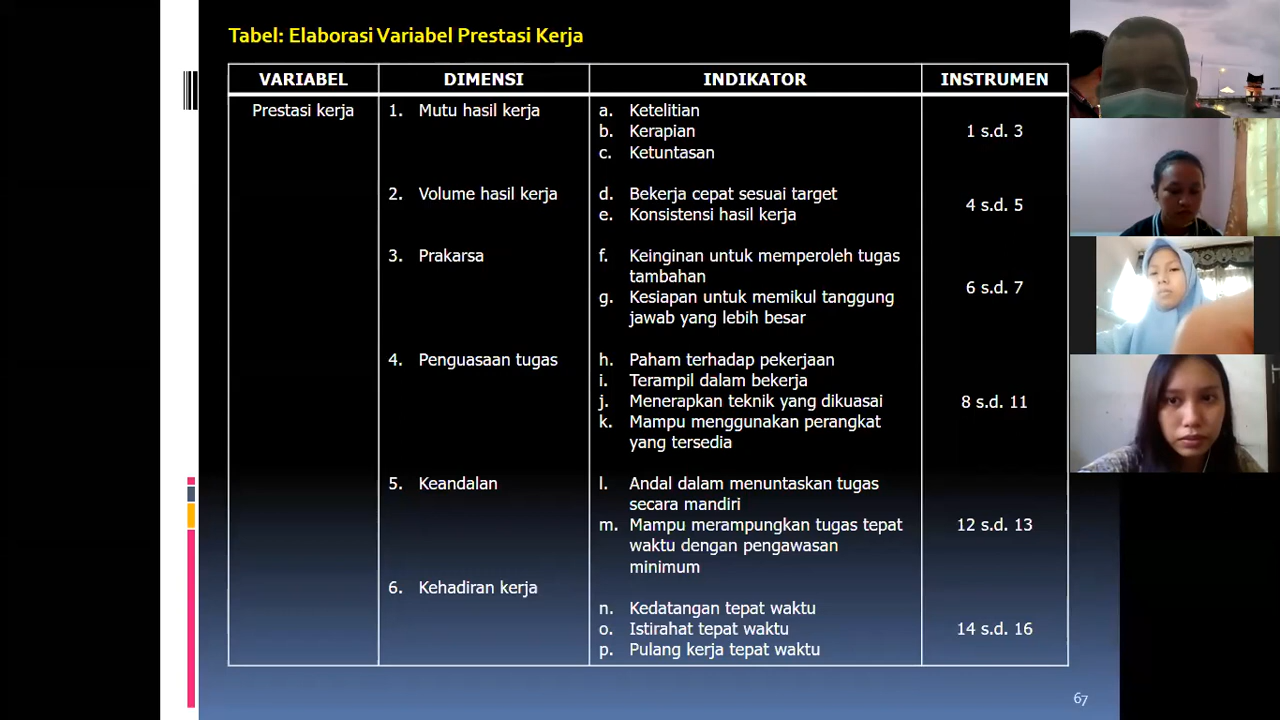 Tabel: Elaborasi Variabel Prestasi Kerja
VARIABEL DIMENSI INDIKATOR INSTRUMEN
Prestasi kerja 1. Mutu hasil kerja a. Ketelitian
b. Kerapian 1 s.d. 3
c. Ketuntasan
2. Volume hasil kerja d. Bekerja cepat sesuai target
4 s.d. 5
e. Konsistensi hasil kerja
3. Prakarsa f. Keinginan untuk memperoleh tugas
tambahan
6 s.d. 7
g. Kesiapan untuk memikul tanggung
jawab yang lebih besar
4. Penguasaan tugas h. Paham terhadap pekerjaan
i. Terampil dalam bekerja
j. Menerapkan teknik yang dikuasai 8 s.d. 11
k. Mampu menggunakan perangkat
yang tersedia
5. Keandalan l. Andal dalam menuntaskan tugas
secara mandiri
m. Mampu merampungkan tugas tepat 12 s.d. 13
waktu dengan pengawasan
minimum
6. Kehadiran kerja
n. Kedatangan tepat waktu
o. Istirahat tepat waktu 14 s.d. 16
p. Pulang kerja tepat waktu
67